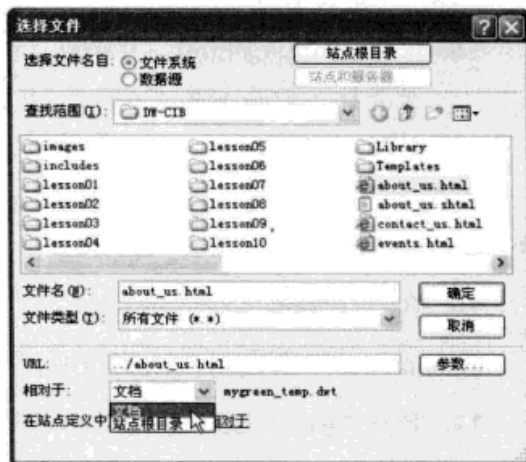 选择文件
选择文件名自: 文件系统 站点根目录
数据源 站点和服务器
查找范围(I): DW-CIB
images lesson05 Library
includes lesson06 Templates
lesson01 lesson07 about_us.html
lesson02 lesson08 about_us.shtml
lesson03 lesson09 contact_us.html
lesson04 lesson10 events.html
文件名(N): about_us.html 确定
文件类型(T): 所有文件 (*.*) 取消
URL: ../about_us.html 参数...
相对于: 文档 mygreen_temp.dwt
文档
站点根目录
在站点定义中 相对于